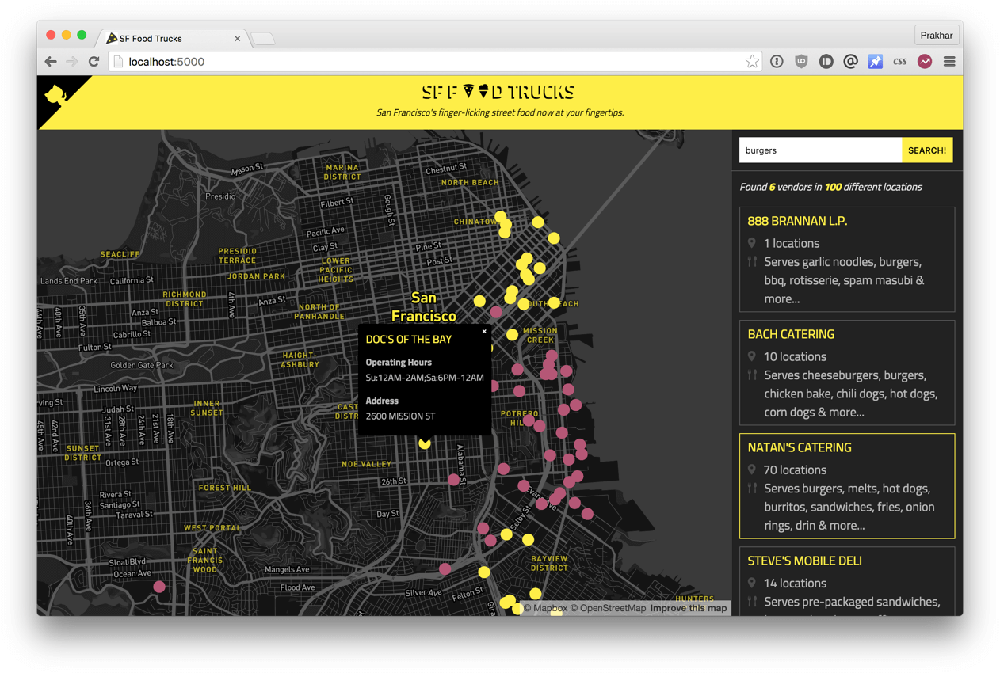 SF Food Trucks
Prakhar
localhost:5000
css
SF F D TRUCKS
San Francisco's finger-licking street food now at your fingertips.
burgers
SEARCH!
Found 6 vendors in 100 different locations
888 BRANNAN L.P.
1 locations
Serves garlic noodles, burgers,
bbq, rotisserie, spam masubi &
more...
BACH CATERING
10 locations
Serves cheeseburgers, burgers,
chicken bake, chili dogs, hot dogs,
corn dogs & more...
NATAN'S CATERING
70 locations
Serves burgers, melts, hot dogs,
burritos, sandwiches, fries, onion
rings, drin & more...
STEVE'S MOBILE DELI
14 locations
Serves pre-packaged sandwiches,
Mason St
MARINA
DISTRICT
Chestnut St
NORTH BEACH
Presidio
Filbert St
Gough St
CHINATOW
Pacific Ave
Clay St
SEACLIFF
PRESIDIO
TERRACE
Pine St
Post St
LOWER
PACIFIC
HEIGHTS
Lands End Park
California St
JORDAN PARK
RICHMOND
DISTRICT
4th Ave
Anza St
San
Francisco
NORTH OF
PANHANDLE
OUTH BEACH
44th Ave
40th Ave
35th Ave
Anza St
Balboa St
Cabrillo St
Fulton St
MISSION
CREEK
DOC'S OF THE BAY
×
Operating Hours
Su:12AM-2AM;Sa:6PM-12AM
Address
2600 MISSION ST
HAIGHT-
ASHBURY
Golden Gate Park
Lincoln Way
rving St
Judah St
INNER
SUNSET
CAST
DISTR
POTRERO
HIL
45th Ave
42nd Ave
31st Ave
28th Ave
24th Ave
21st Ave
18th Ave
SUNSET
DISTRICT
Ortega St
NOE VALLEY
Alabama St
26th St
FOREST HILL
Evans Ave
Rivera St
Santiago St
Taraval St
40th Ave
36th Ave
Day St
Selby St
WEST PORTAL
SAINT
FRANCIS
WOOD
Sloat Blvd
Ocean Ave
Mangels Ave
BAYVIEW
DISTRICT
Flood Ave
Silver Ave
Felton St
Gira
HUNTERS
© Mapbox © OpenStreetMap Improve this map